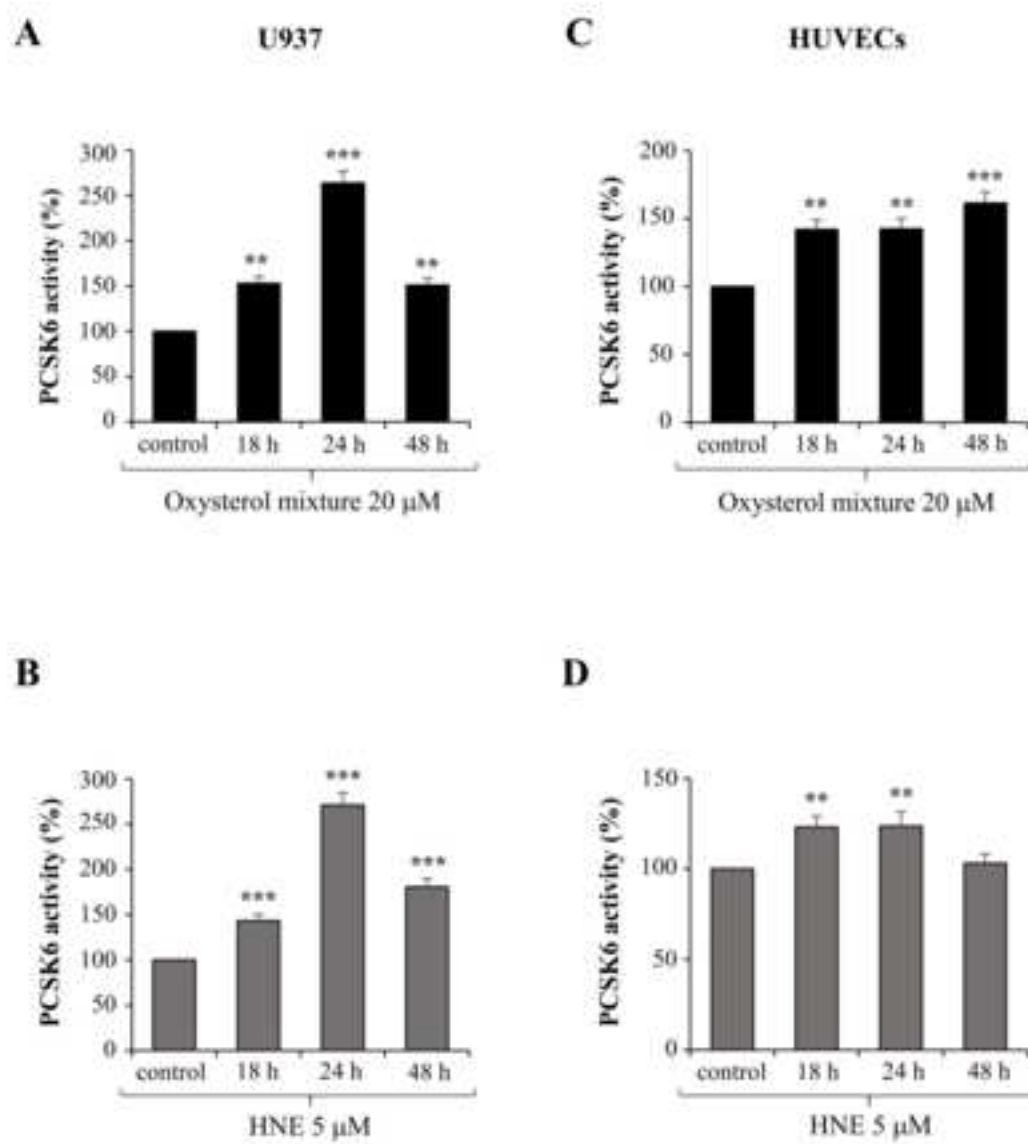 A
U937
PCSK6 activity (%)
300
250
200
150
100
50
0
**
***
**
control 18 h 24 h 48 h
Oxysterol mixture 20 μM
C
HUVECs
PCSK6 activity (%)
200
150
100
50
0
**
**
***
control 18 h 24 h 48 h
Oxysterol mixture 20 μM
B
PCSK6 activity (%)
300
250
200
150
100
50
0
***
***
***
control 18 h 24 h 48 h
HNE 5 μM
D
PCSK6 activity (%)
150
100
50
0
**
**
control 18 h 24 h 48 h
HNE 5 μM